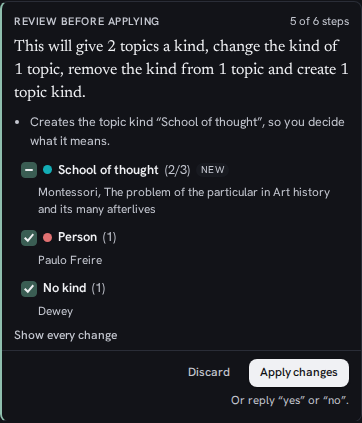 REVIEW BEFORE APPLYING 5 of 6 steps
This will give 2 topics a kind, change the kind of
1 topic, remove the kind from 1 topic and create 1
topic kind.
• Creates the topic kind “School of thought”, so you decide
what it means.
School of thought (2/3) NEW
Montessori, The problem of the particular in Art history
and its many afterlives
Person (1)
Paulo Freire
No kind (1)
Dewey
Show every change
Discard Apply changes
Or reply “yes” or “no”.